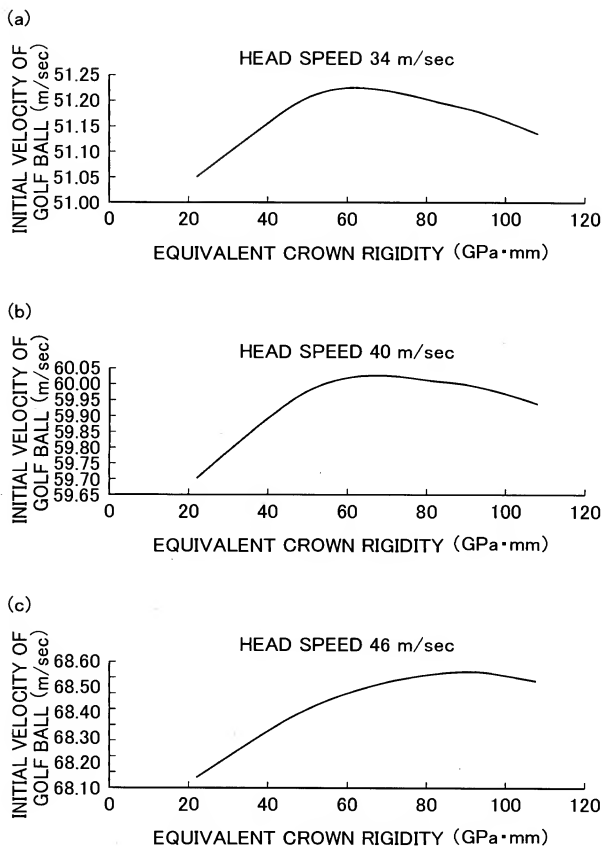 (a)
HEAD SPEED 34 m/sec
INITIAL VELOCITY OF
GOLF BALL (m/sec)
51.25
51.20
51.15
51.10
51.05
51.00
0 20 40 60 80 100 120
EQUIVALENT CROWN RIGIDITY (GPa·mm)
(b)
HEAD SPEED 40 m/sec
INITIAL VELOCITY OF
GOLF BALL (m/sec)
60.05
60.00
59.95
59.90
59.80
59.75
59.70
59.65
0 20 40 60 80 100 120
EQUIVALENT CROWN RIGIDITY (GPa·mm)
(c)
HEAD SPEED 46 m/sec
INITIAL VELOCITY OF
GOLF BALL (m/sec)
68.60
68.50
68.40
68.30
68.20
68.10
0 20 40 60 80 100 120
EQUIVALENT CROWN RIGIDITY (GPa·mm)